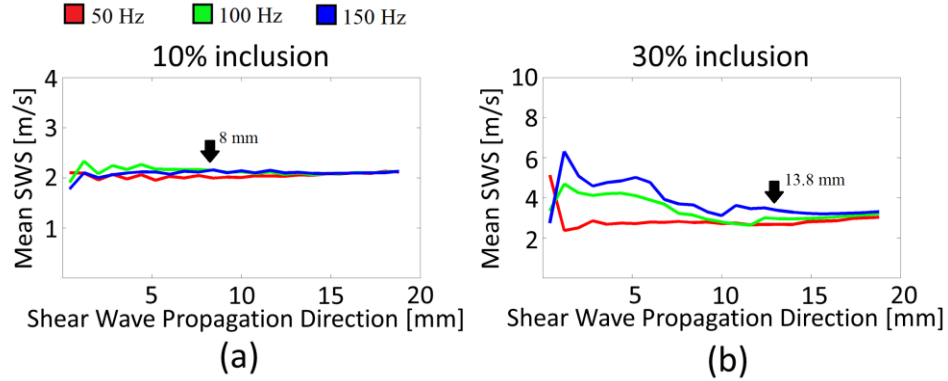 50 Hz 100 Hz 150 Hz
10% inclusion
Mean SWS [m/s]
4
3
2
1
8 mm
5 10 15 20
Shear Wave Propagation Direction [mm]
(a)
30% inclusion
Mean SWS [m/s]
10
8
6
4
2
13.8 mm
5 10 15 20
Shear Wave Propagation Direction [mm]
(b)